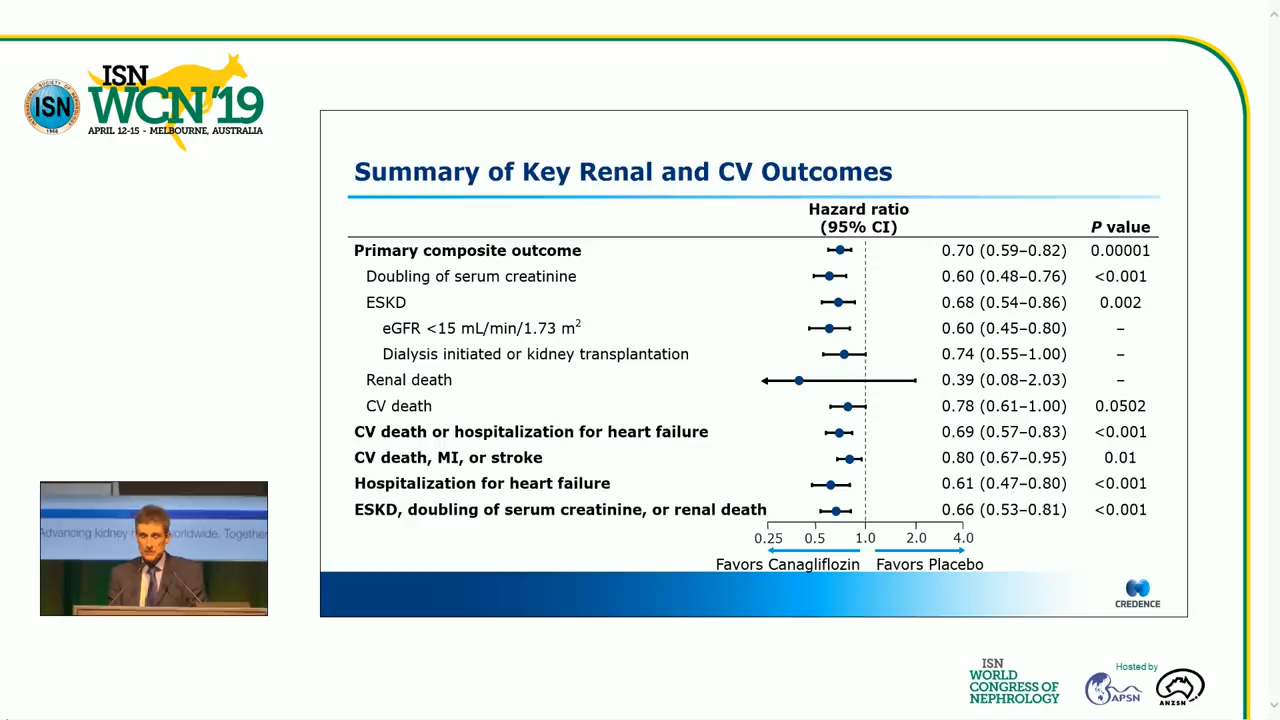 ISN
WCN'19
APRIL 12-15 - MELBOURNE, AUSTRALIA
INTERNATIONAL SOCIETY OF NEPHROLOGY
ISN
1960
Summary of Key Renal and CV Outcomes
Hazard ratio
(95% CI) P value
Primary composite outcome 0.70 (0.59–0.82) 0.00001
Doubling of serum creatinine 0.60 (0.48–0.76) <0.001
ESKD 0.68 (0.54–0.86) 0.002
eGFR <15 mL/min/1.73 m2 0.60 (0.45–0.80) –
Dialysis initiated or kidney transplantation 0.74 (0.55–1.00) –
Renal death 0.39 (0.08–2.03) –
CV death 0.78 (0.61–1.00) 0.0502
CV death or hospitalization for heart failure 0.69 (0.57–0.83) <0.001
CV death, MI, or stroke 0.80 (0.67–0.95) 0.01
Hospitalization for heart failure 0.61 (0.47–0.80) <0.001
ESKD, doubling of serum creatinine, or renal death 0.66 (0.53–0.81) <0.001
0.25 0.5 1.0 2.0 4.0
Favors Canagliflozin Favors Placebo
CREDENCE
Advancing kidney worldwide. Together
ISN
WORLD
CONGRESS OF
NEPHROLOGY
Hosted by
APSN
ANZSN